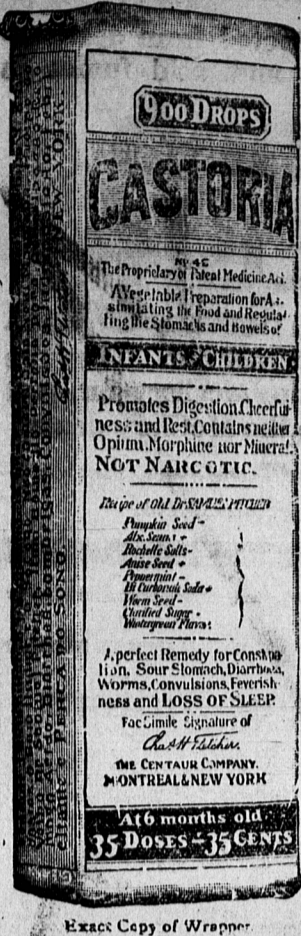 900 DROPS
CASTORIA
No. 4C
The Proprietary or Patent Medicine Act.
A Vegetable Preparation for As-
similating the Food and Regula-
ting the Stomachs and Bowels of
INFANTS CHILDREN
Promotes Digestion,Cheerful-
ness and Rest.Contains neither
Opium,Morphine nor Mineral.
NOT NARCOTIC.
Recipe of Old Dr SAMUEL PITCHER
Pumpkin Seed -
Alx. Senna +
Rochelle Salts -
Anise Seed +
Peppermint -
Bi Carbonate Soda +
Worm Seed -
Clarified Sugar -
Wintergreen Flavor
A perfect Remedy for Constipa-
tion, Sour Stomach, Diarrhoea,
Worms,Convulsions,Feverish-
ness and LOSS OF SLEEP.
Fac Simile Signature of
Chas H Fletcher.
THE CENTAUR COMPANY.
MONTREAL&NEW YORK
At 6 months old
35 DOSES - 35 CENTS
NEW YORK.
Exact Copy of Wrapper.